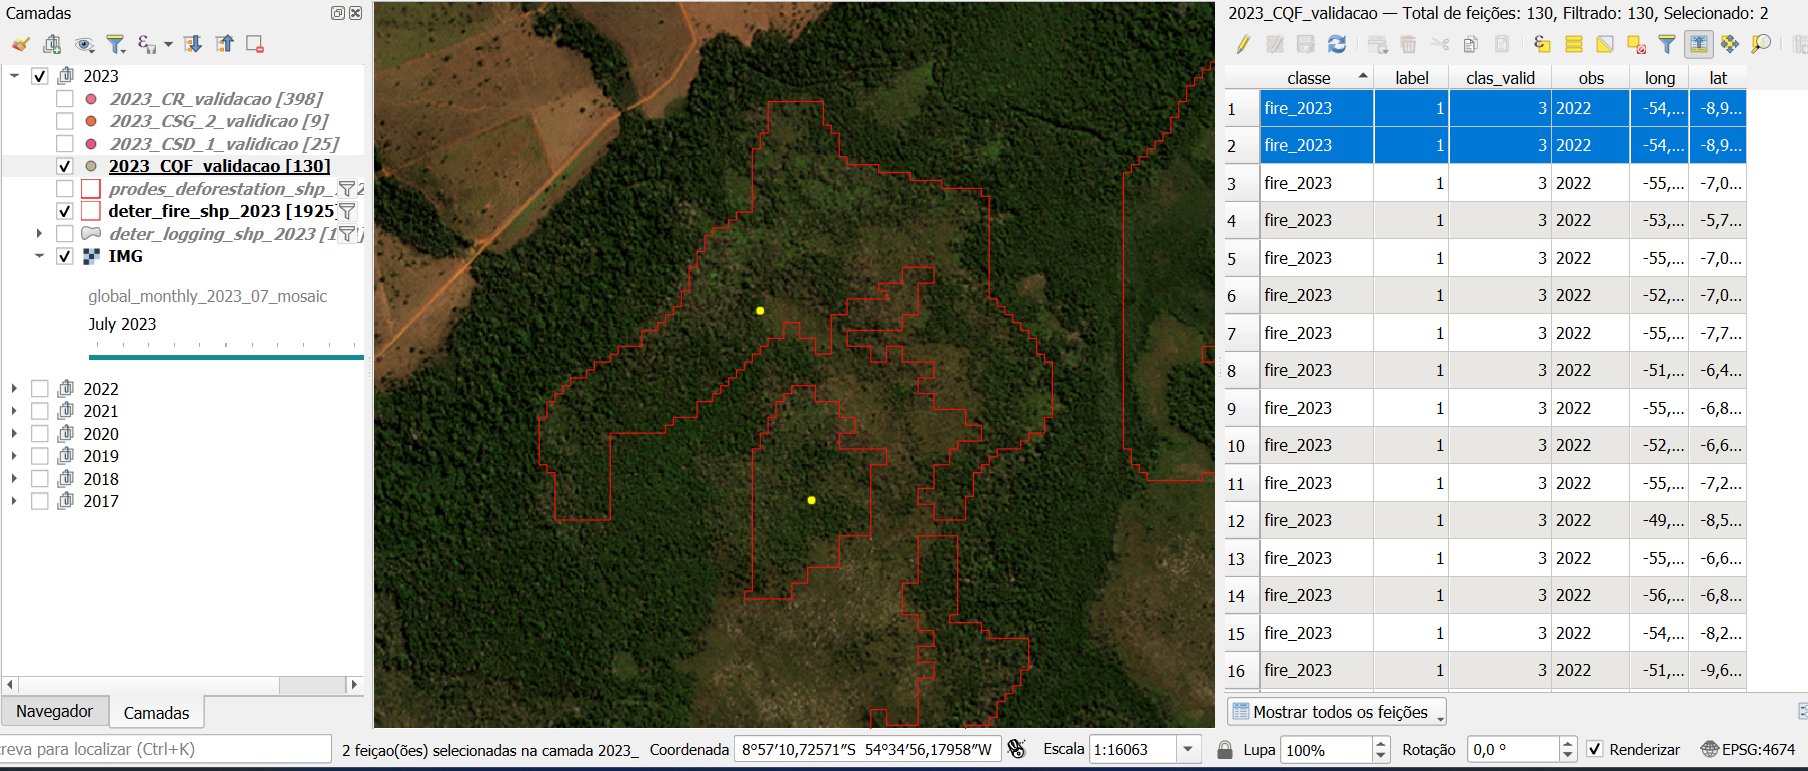 Camadas
2023
2023_CR_validacao [398]
2023_CSG_2_validicao [9]
2023_CSD_1_validicao [25]
2023_CQF_validacao [130]
prodes_deforestation_shp_
deter_fire_shp_2023 [1925]
deter_logging_shp_2023 [1
IMG
global_monthly_2023_07_mosaic
July 2023
2022
2021
2020
2019
2018
2017
Navegador
Camadas
reva para localizar (Ctrl+K)
2 feiçao(ões) selecionadas na camada 2023_
Coordenada
8°57′10,72571″S 54°34′56,17958″W
Escala
1:16063
Lupa
100%
Rotação
0,0 °
Renderizar
EPSG:4674
2023_CQF_validacao — Total de feições: 130, Filtrado: 130, Selecionado: 2
classe label clas_valid obs long lat
1 fire_2023 1 3 2022 -54,... -8,9...
2 fire_2023 1 3 2022 -54,... -8,9...
3 fire_2023 1 3 2022 -55,... -7,0...
4 fire_2023 1 3 2022 -53,... -5,7...
5 fire_2023 1 3 2022 -55,... -7,0...
6 fire_2023 1 3 2022 -52,... -7,0...
7 fire_2023 1 3 2022 -55,... -7,7...
8 fire_2023 1 3 2022 -51,... -6,4...
9 fire_2023 1 3 2022 -55,... -6,8...
10 fire_2023 1 3 2022 -52,... -6,6...
11 fire_2023 1 3 2022 -55,... -7,2...
12 fire_2023 1 3 2022 -49,... -8,5...
13 fire_2023 1 3 2022 -55,... -6,6...
14 fire_2023 1 3 2022 -56,... -6,8...
15 fire_2023 1 3 2022 -54,... -8,2...
16 fire_2023 1 3 2022 -51,... -9,6...
Mostrar todos os feições